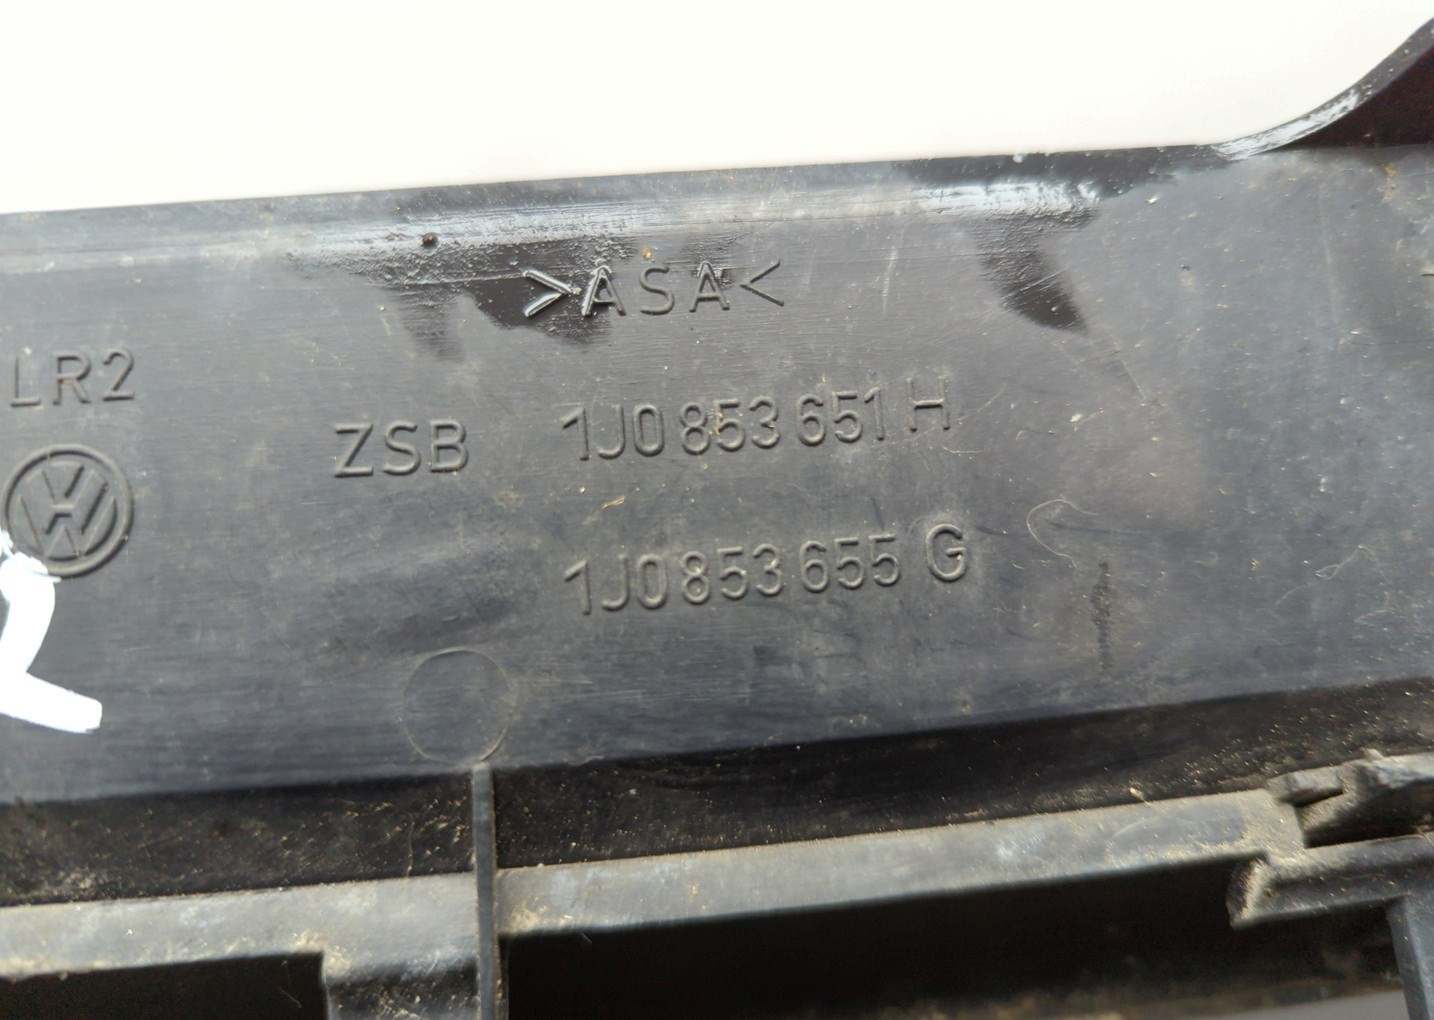 >ASA<
LR2
ZSB 1J0 853 651 H
1J0 853 655 G